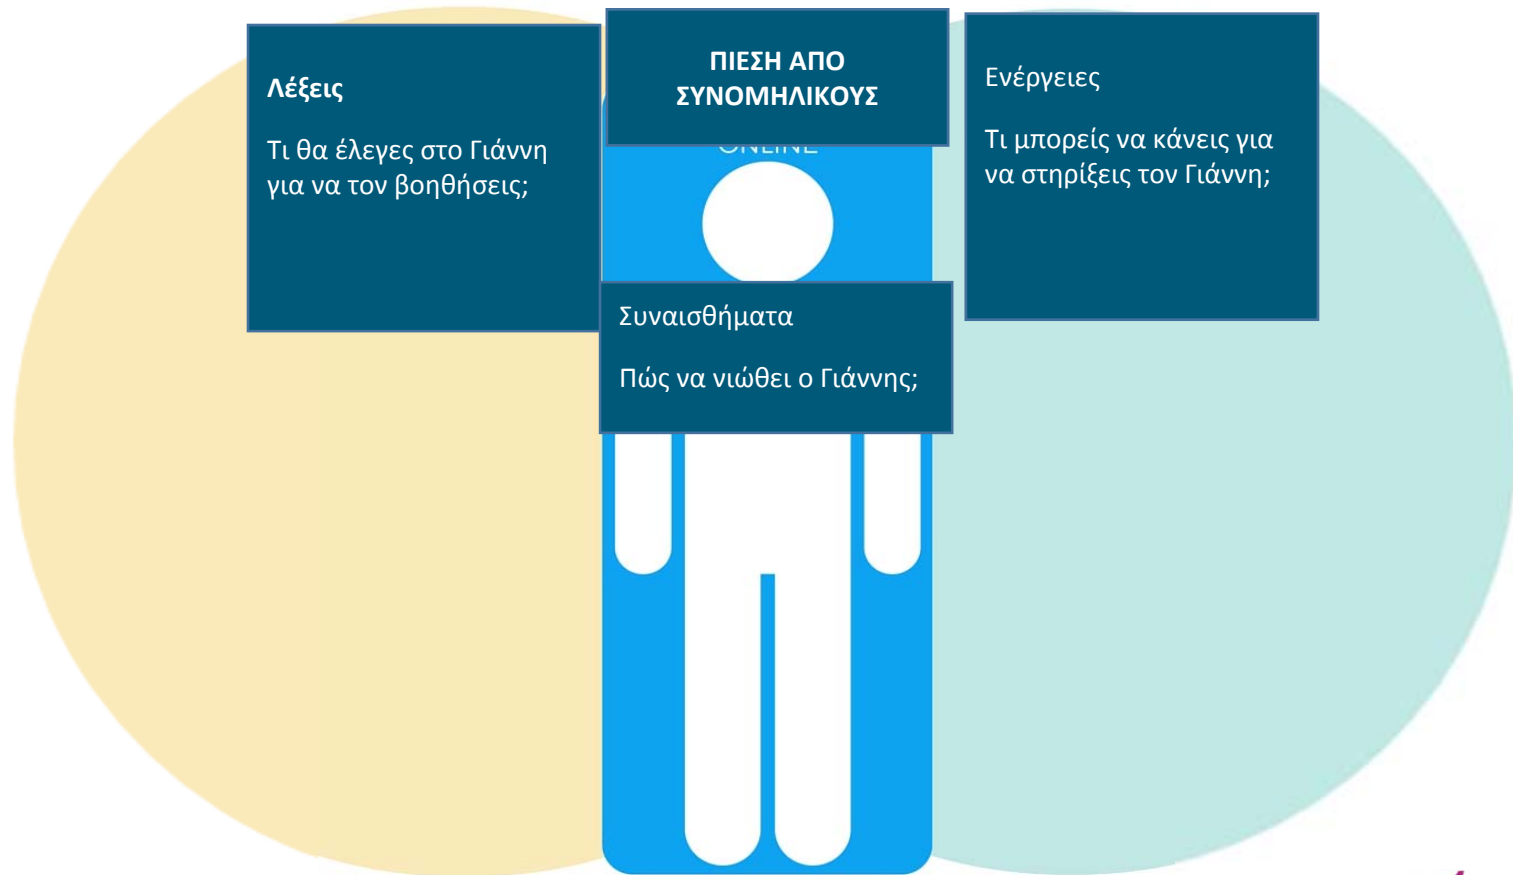 Λέξεις
Τι θα έλεγες στο Γιάννη
για να τον βοηθήσεις;
ΠΙΕΣΗ ΑΠΟ
ΣΥΝΟΜΗΛΙΚΟΥΣ
ONLINE
Συναισθήματα
Πώς να νιώθει ο Γιάννης;
Ενέργειες
Τι μπορείς να κάνεις για
να στηρίξεις τον Γιάννη;